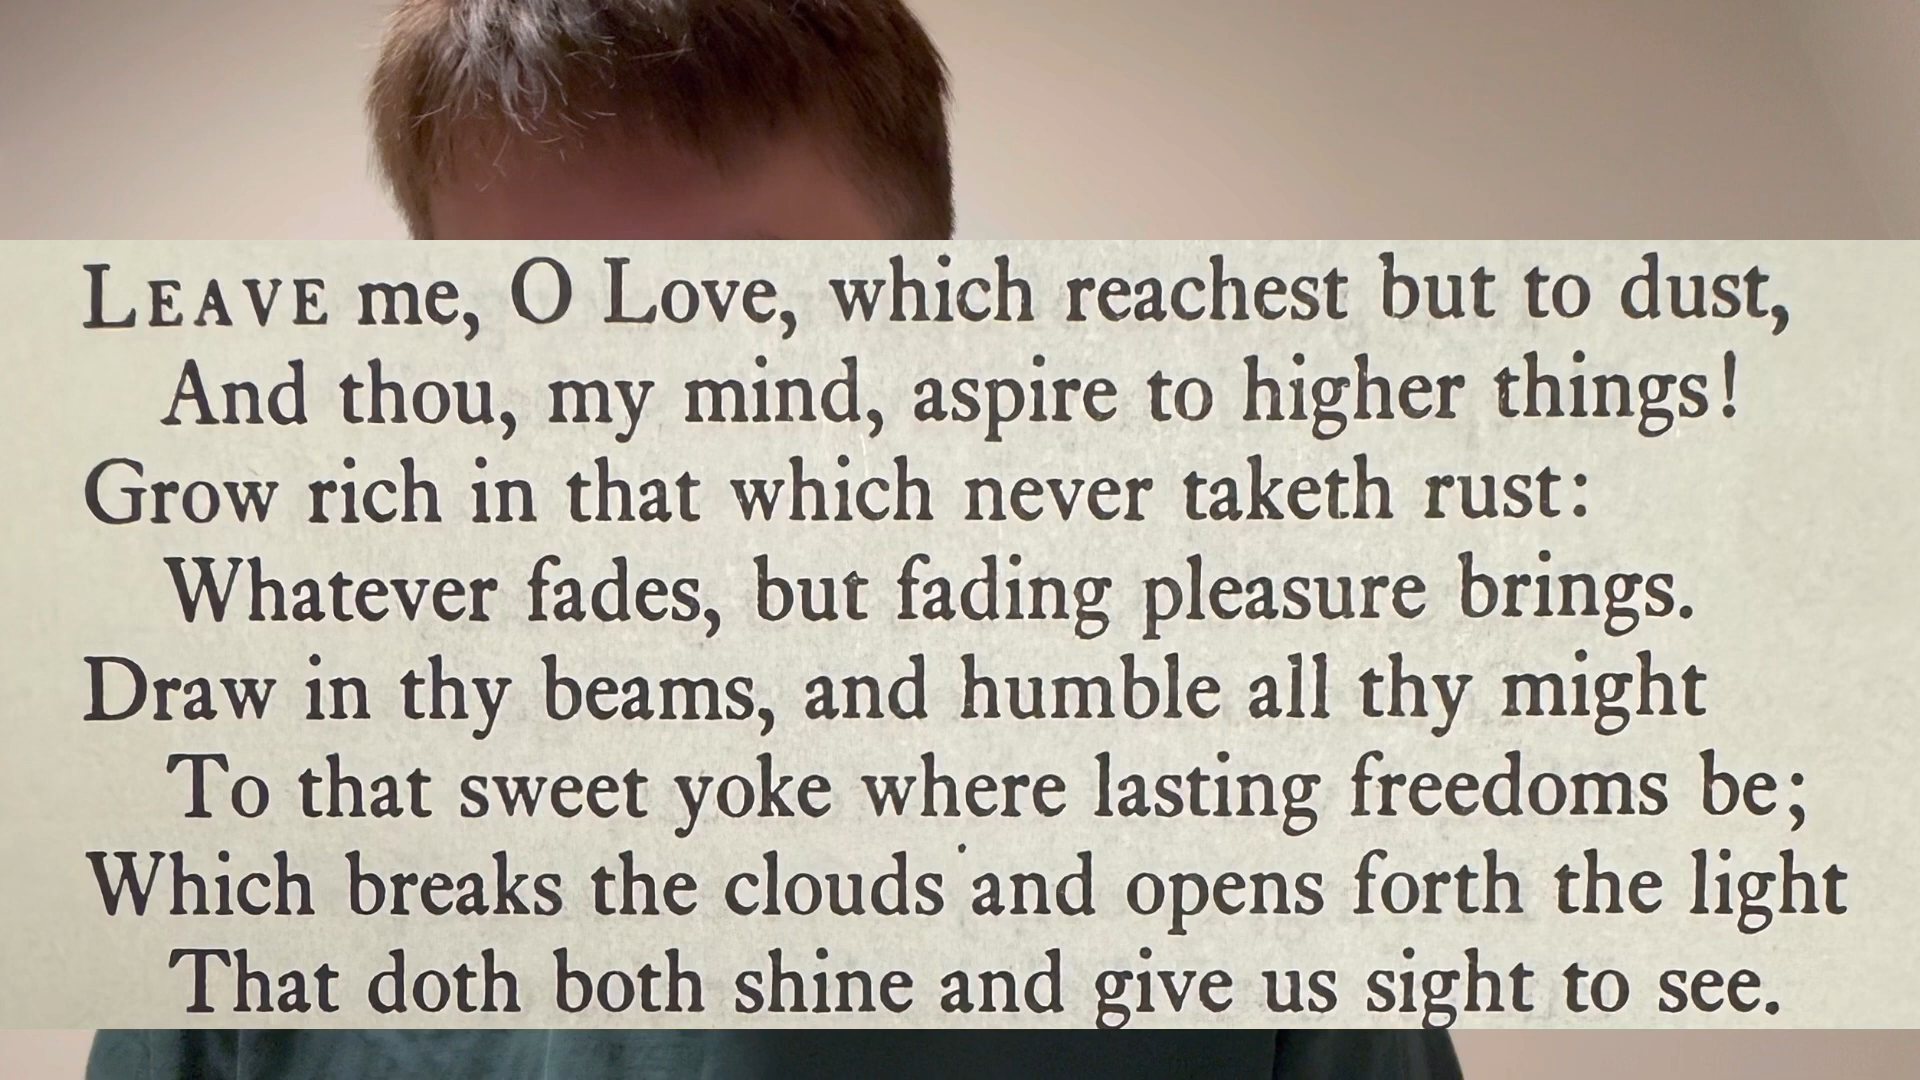 LEAVE me, O Love, which reachest but to dust,
And thou, my mind, aspire to higher things!
Grow rich in that which never taketh rust:
Whatever fades, but fading pleasure brings.
Draw in thy beams, and humble all thy might
To that sweet yoke where lasting freedoms be;
Which breaks the clouds and opens forth the light
That doth both shine and give us sight to see.